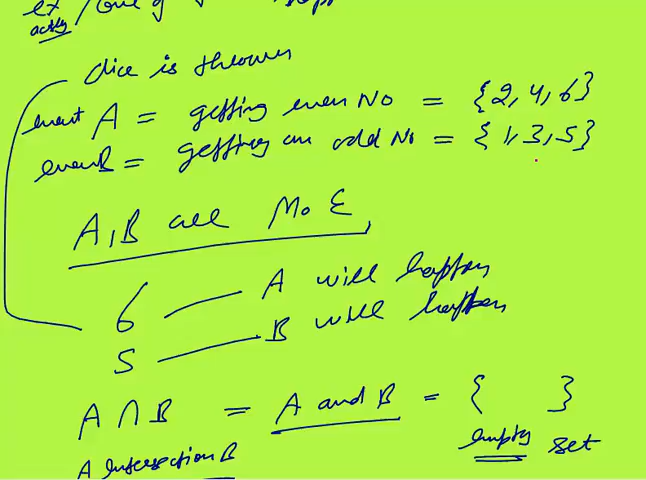 dice is thrown
event A = getting even No = {2, 4, 6}
event B = getting an odd No = {1, 3, 5}
A, B are M.E
6 — A will happen
5 — B will happen
A ∩ B = A and B = { }
A Intersection B empty set